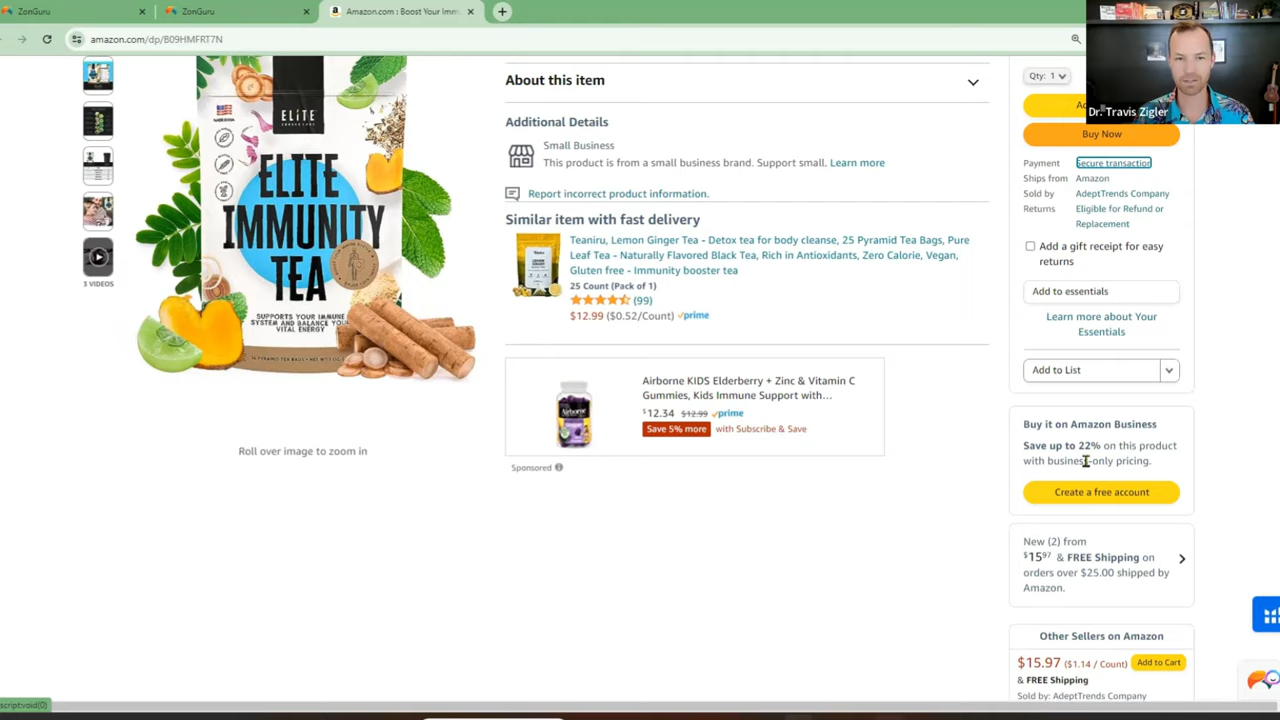 ZonGuru
ZonGuru
Amazon.com : Boost Your Imm
amazon.com/dp/B09HMFRT7N
Dr. Travis Zigler
3 VIDEOS
ELITE
ELITE
IMMUNITY
TEA
SUPPORTS YOUR IMMUNE
SYSTEM AND BALANCE YOUR
VITAL ENERGY
Roll over image to zoom in
About this item
Additional Details
Small Business
This product is from a small business brand. Support small. Learn more
Report incorrect product information.
Similar item with fast delivery
Teaniru, Lemon Ginger Tea - Detox tea for body cleanse, 25 Pyramid Tea Bags, Pure
Leaf Tea - Naturally Flavored Black Tea, Rich in Antioxidants, Zero Calorie, Vegan,
Gluten free - Immunity booster tea
25 Count (Pack of 1)
(99)
$12.99 ($0.52/Count) prime
Airborne
Airborne KIDS Elderberry + Zinc & Vitamin C
Gummies, Kids Immune Support with...
$12.34 $12.99 prime
Save 5% more with Subscribe & Save
Sponsored
Qty: 1
Buy Now
Payment Secure transaction
Ships from Amazon
Sold by AdeptTrends Company
Returns Eligible for Refund or
Replacement
Add a gift receipt for easy
returns
Add to essentials
Learn more about Your
Essentials
Add to List
Buy it on Amazon Business
Save up to 22% on this product
with business-only pricing.
Create a free account
New (2) from
$1597 & FREE Shipping on
orders over $25.00 shipped by
Amazon.
Other Sellers on Amazon
$15.97 ($1.14 / Count) Add to Cart
& FREE Shipping
Sold by: AdeptTrends Company
script:void(0)